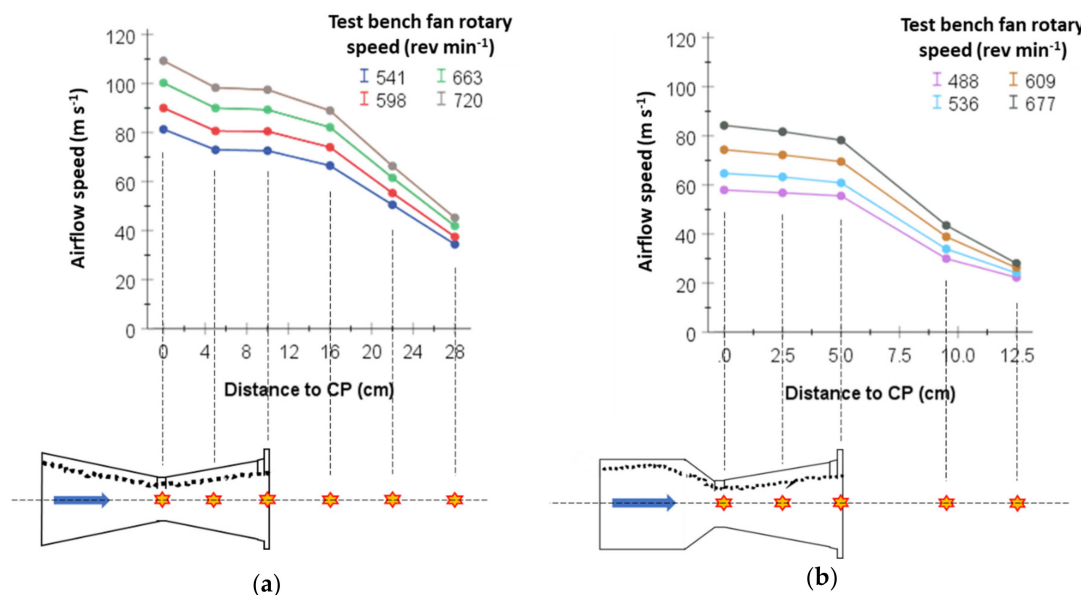 Test bench fan rotary
speed (rev min-1)
541 663
598 720
120
100
80
60
40
20
0
Airflow speed (m s-1)
0 4 8 12 16 20 24 28
Distance to CP (cm)
(a)
Test bench fan rotary
speed (rev min-1)
488 609
536 677
120
100
80
60
40
20
0
Airflow speed (m s-1)
.0 2.5 5.0 7.5 10.0 12.5
Distance to CP (cm)
(b)